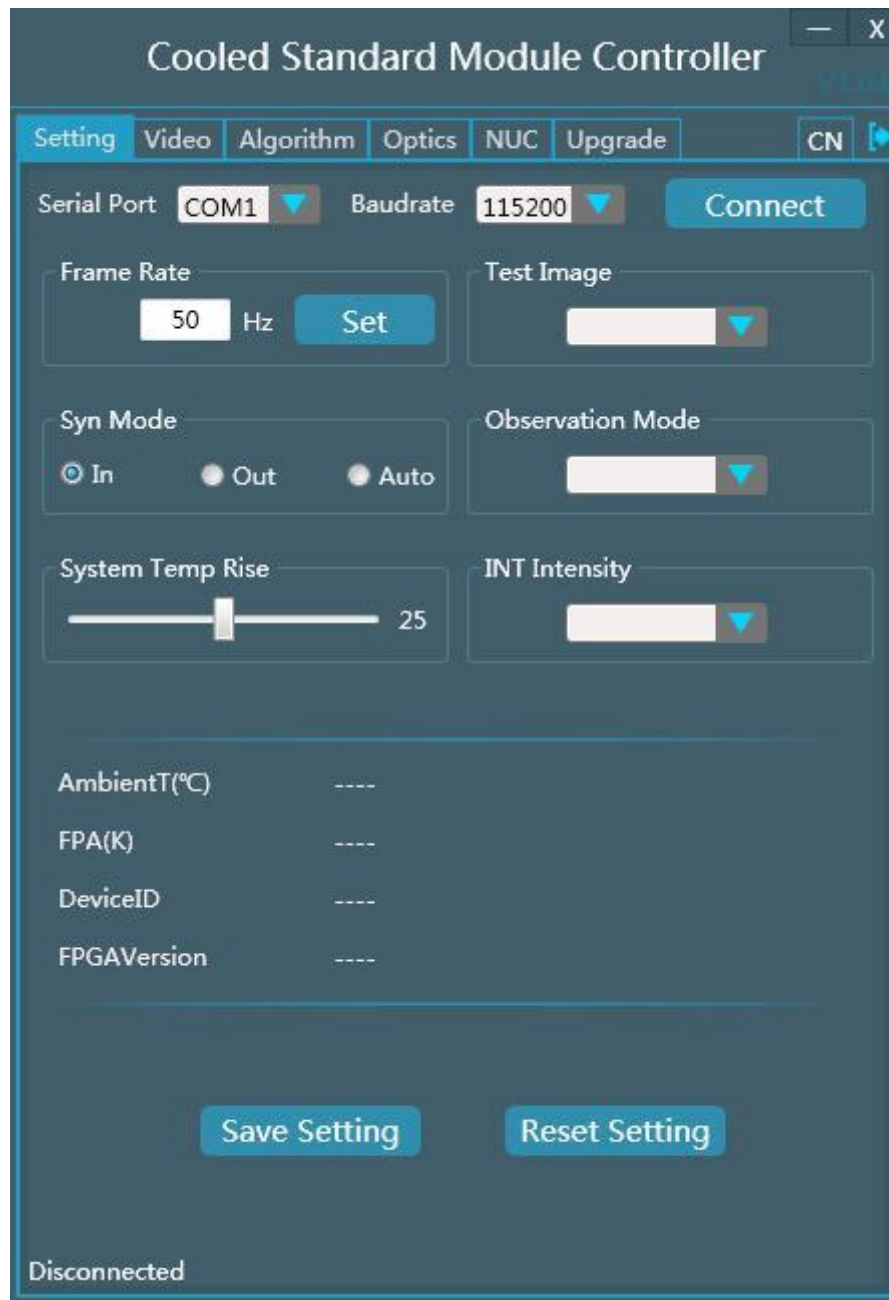 — X
Cooled Standard Module Controller
Setting Video Algorithm Optics NUC Upgrade CN
Serial Port COM1 Baudrate 115200 Connect
Frame Rate Test Image
50 Hz Set
Syn Mode Observation Mode
In Out Auto
System Temp Rise INT Intensity
25
AmbientT(℃) ----
FPA(K) ----
DeviceID ----
FPGAVersion ----
Save Setting Reset Setting
Disconnected